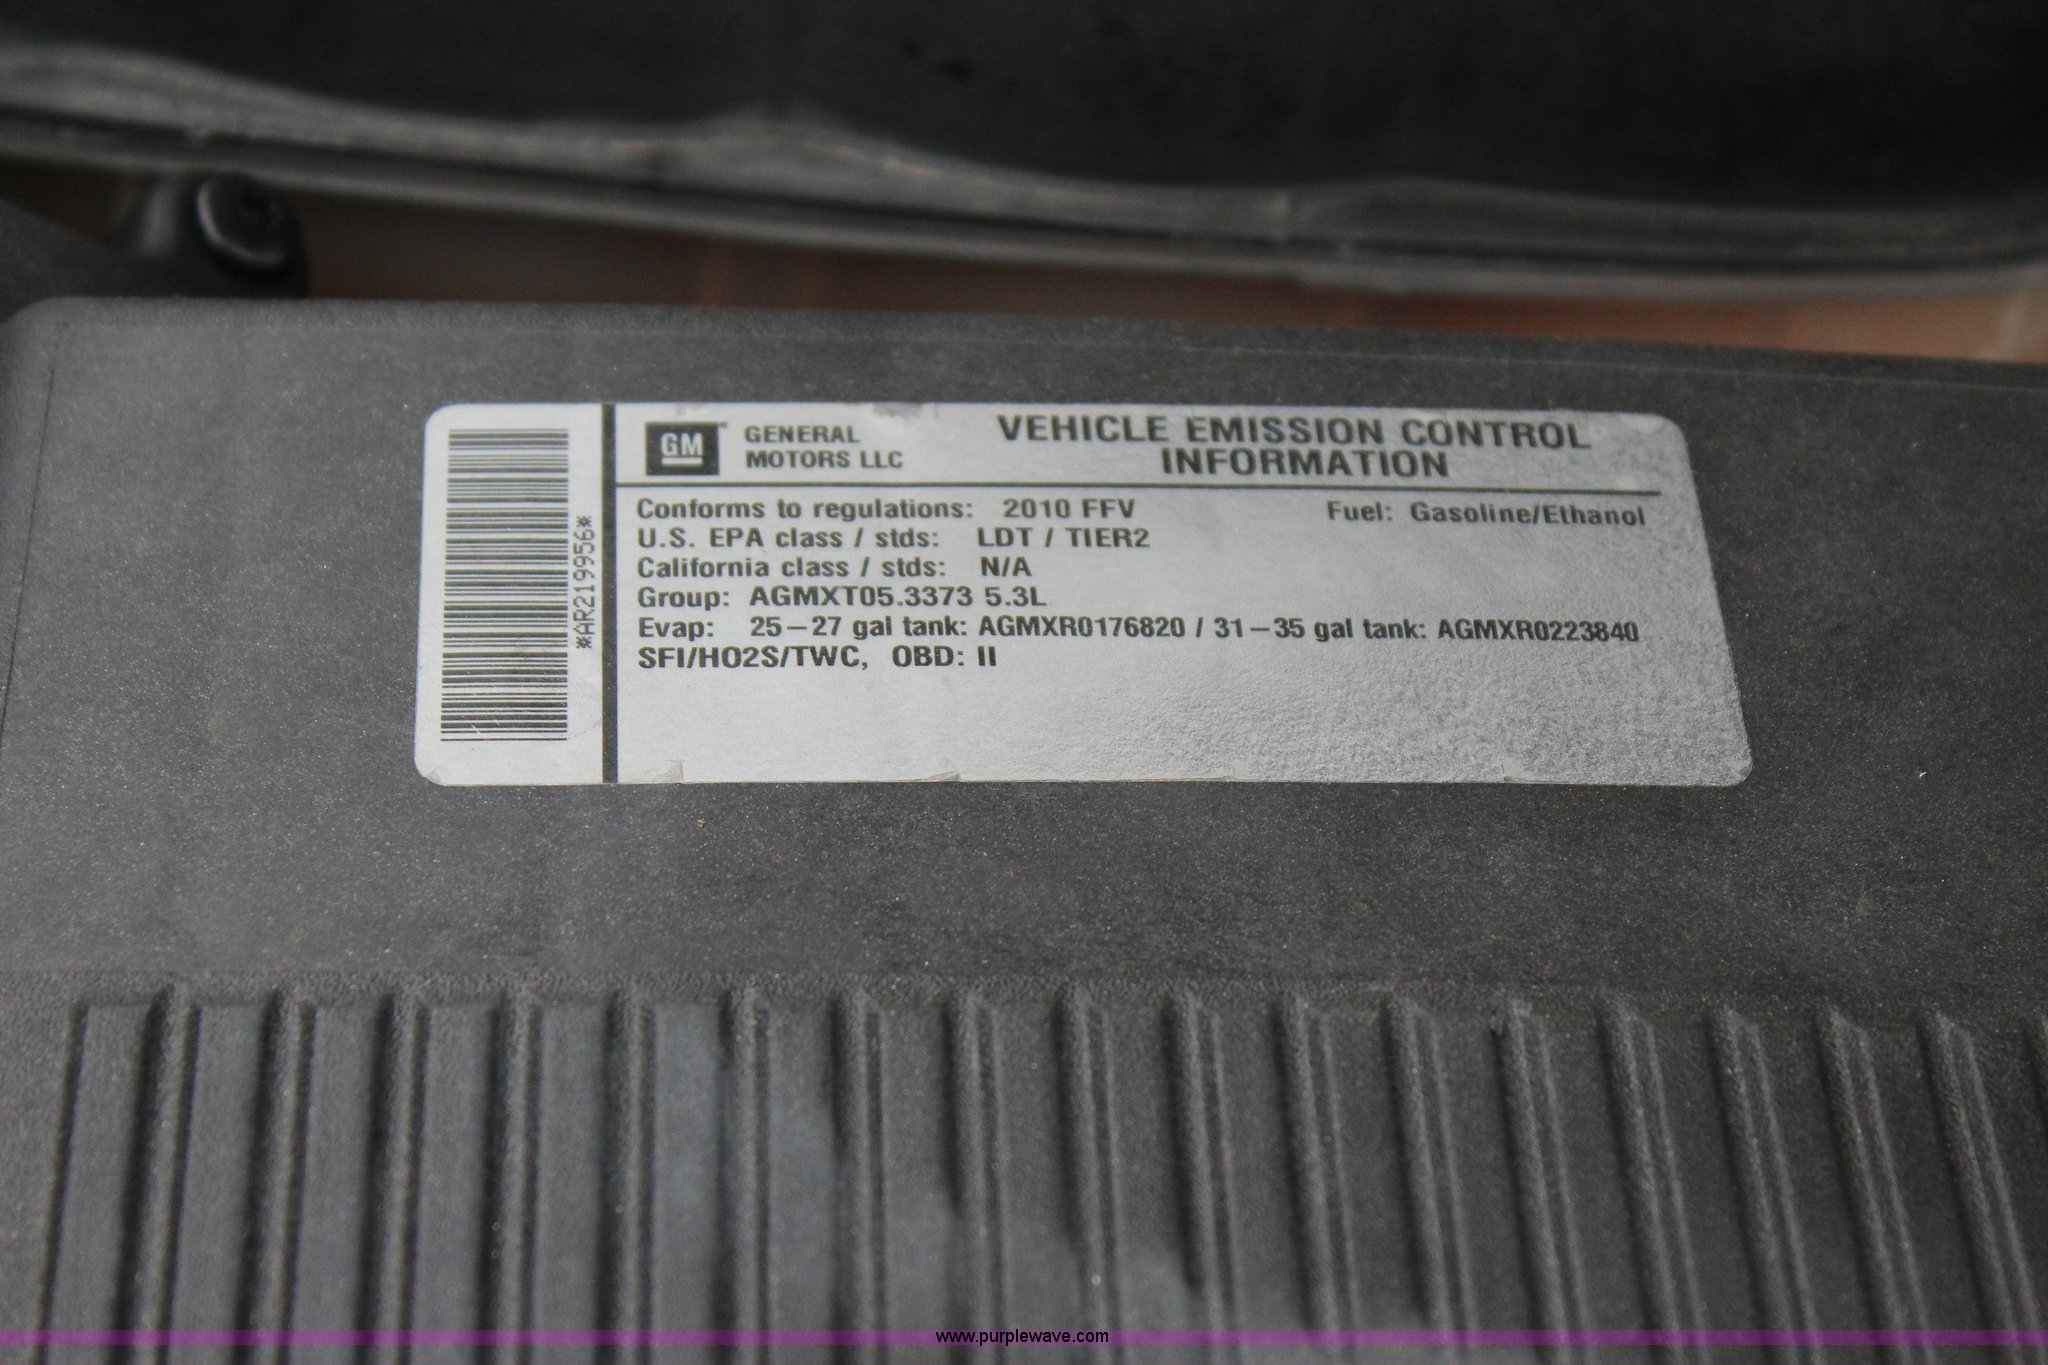 *AR219956*
GM
GENERAL
MOTORS LLC
VEHICLE EMISSION CONTROL
INFORMATION
Conforms to regulations: 2010 FFV Fuel: Gasoline/Ethanol
U.S. EPA class / stds: LDT / TIER2
California class / stds: N/A
Group: AGMXT05.3373 5.3L
Evap: 25–27 gal tank: AGMXR0176820 / 31–35 gal tank: AGMXR0223840
SFI/HO2S/TWC, OBD: II
www.purplewave.com